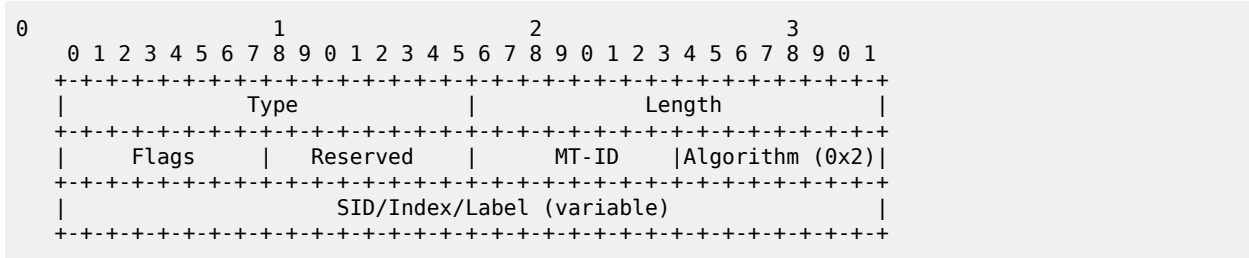 0                   1                   2                   3
    0 1 2 3 4 5 6 7 8 9 0 1 2 3 4 5 6 7 8 9 0 1 2 3 4 5 6 7 8 9 0 1
   +-+-+-+-+-+-+-+-+-+-+-+-+-+-+-+-+-+-+-+-+-+-+-+-+-+-+-+-+-+-+-+-+
   |              Type             |             Length            |
   +-+-+-+-+-+-+-+-+-+-+-+-+-+-+-+-+-+-+-+-+-+-+-+-+-+-+-+-+-+-+-+-+
   |     Flags     |   Reserved    |      MT-ID    |Algorithm (0x2)|
   +-+-+-+-+-+-+-+-+-+-+-+-+-+-+-+-+-+-+-+-+-+-+-+-+-+-+-+-+-+-+-+-+
   |                     SID/Index/Label (variable)                |
   +-+-+-+-+-+-+-+-+-+-+-+-+-+-+-+-+-+-+-+-+-+-+-+-+-+-+-+-+-+-+-+-+